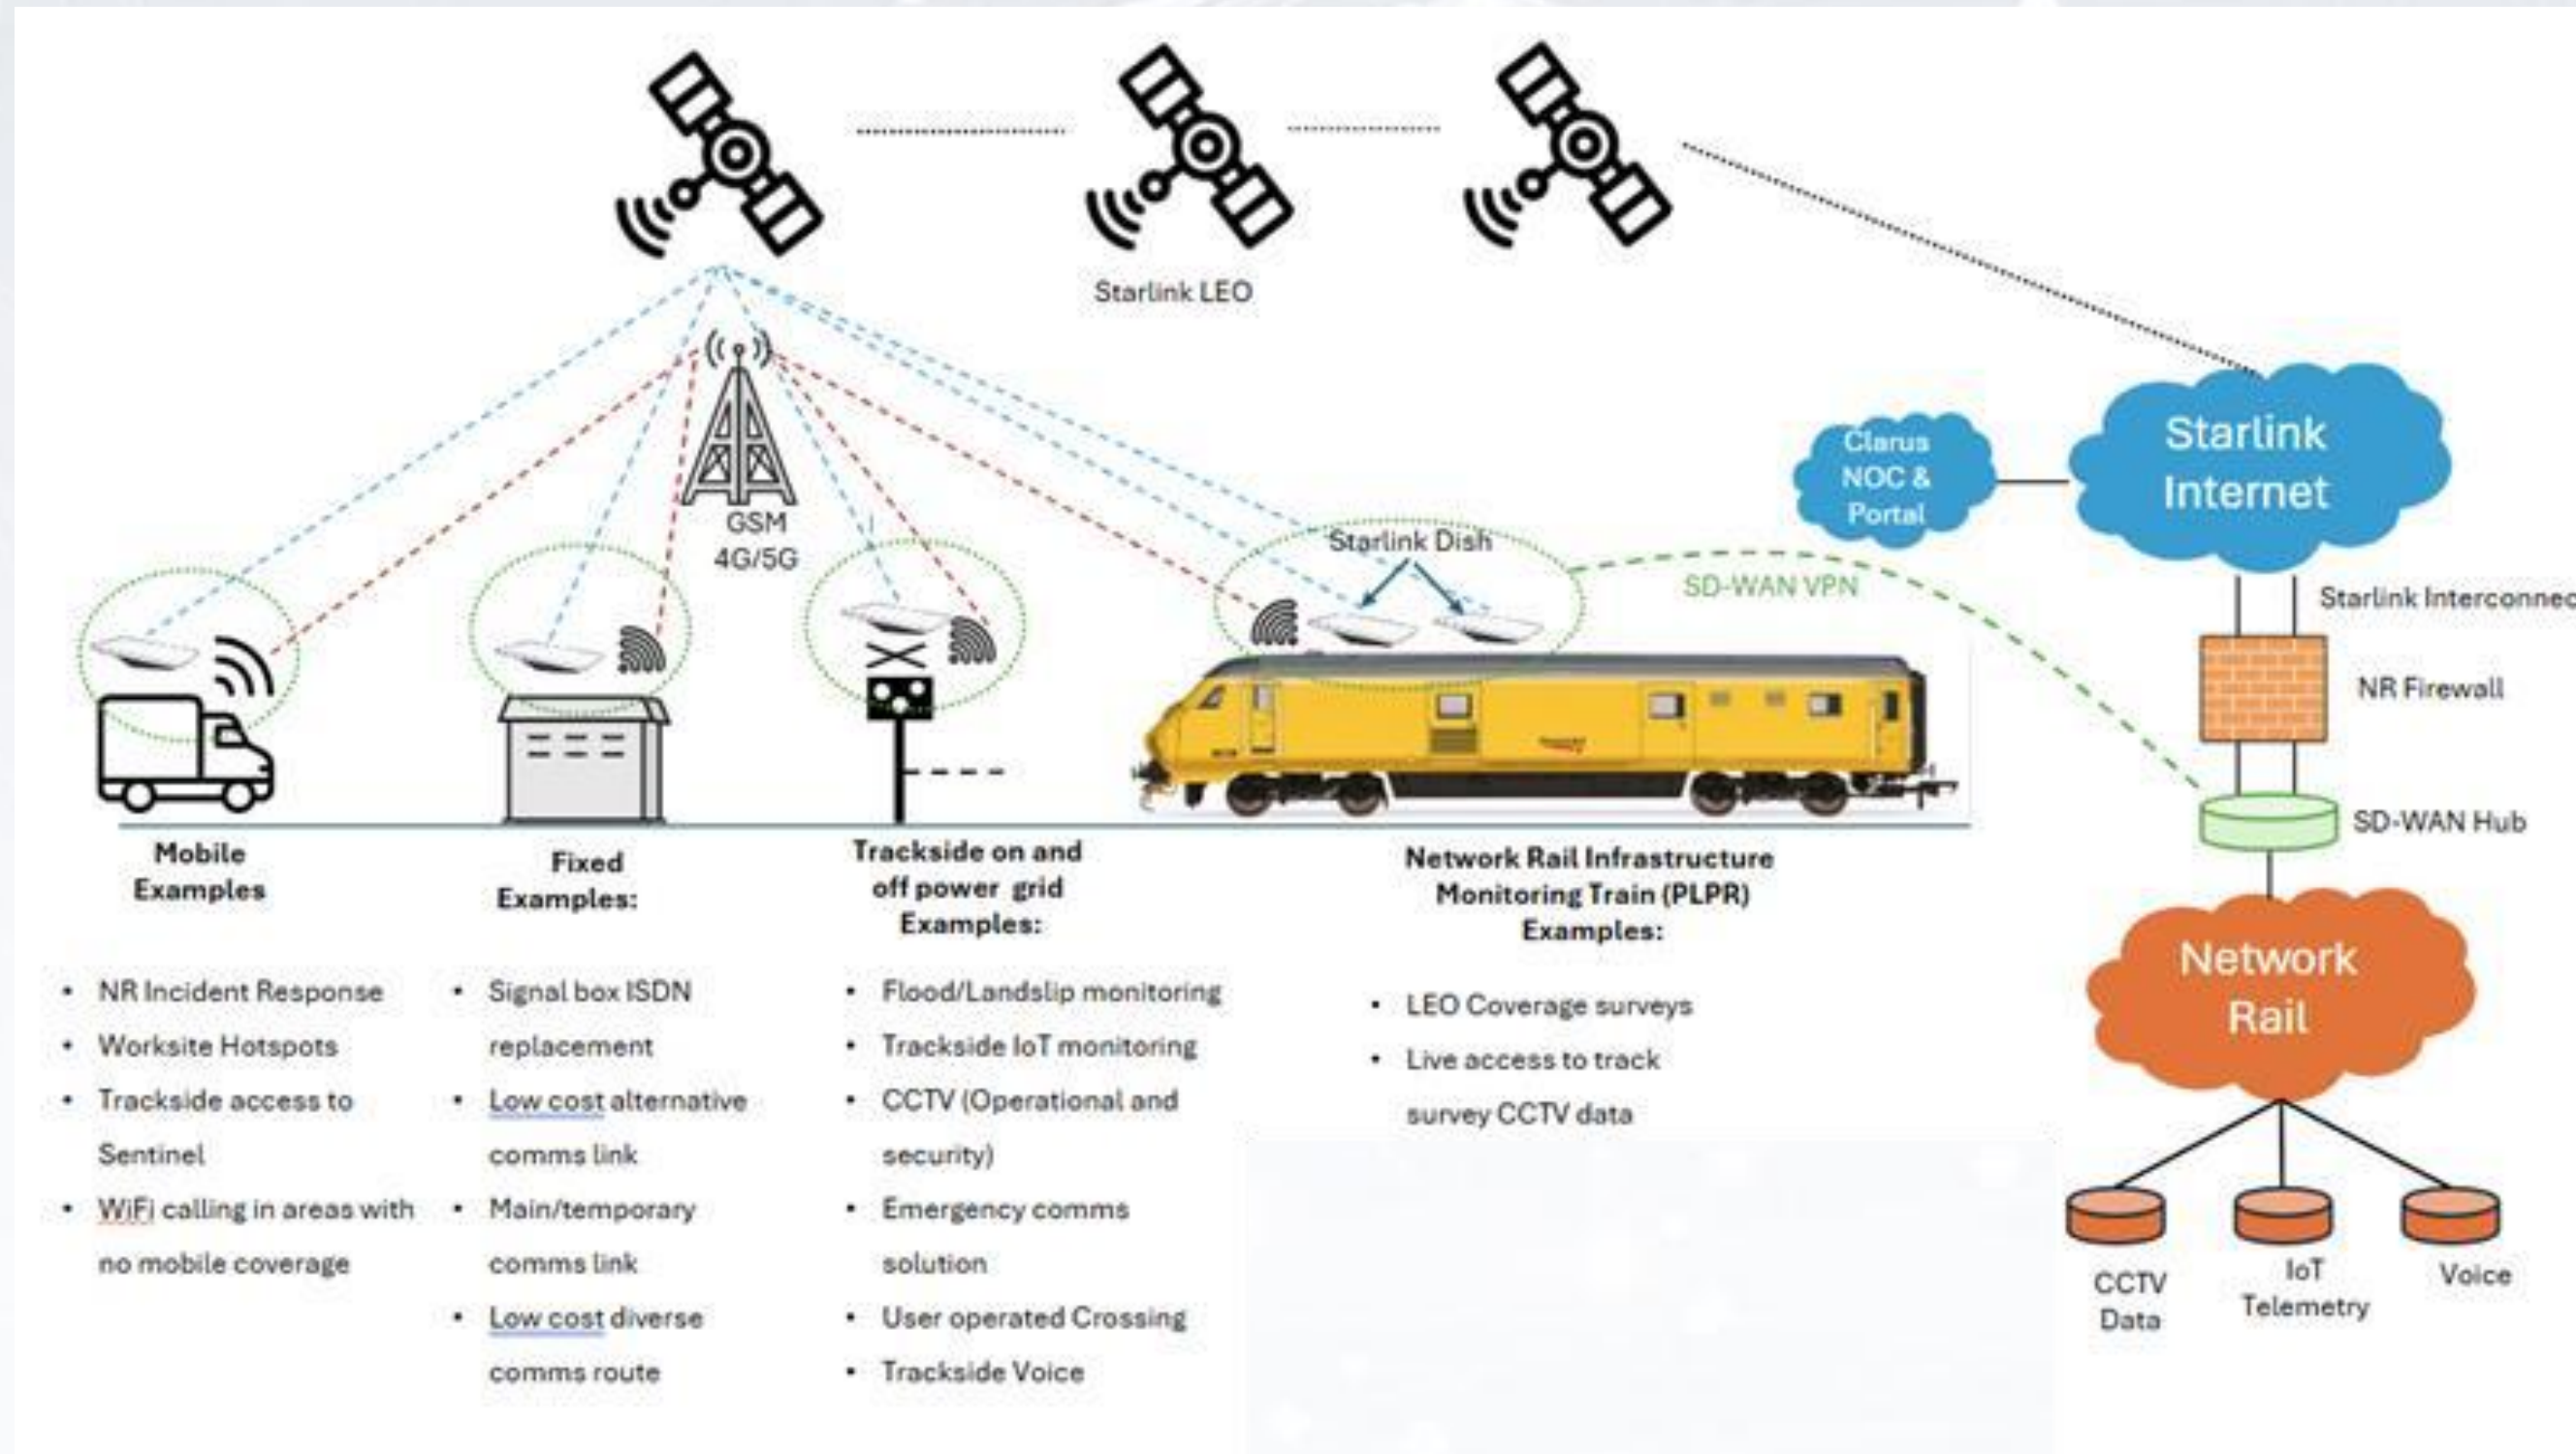 Starlink LEO
GSM
4G/5G
Starlink Dish
SD-WAN VPN
Clarus
NOC &
Portal
Starlink
Internet
Starlink Interconnec
NR Firewall
SD-WAN Hub
Network
Rail
CCTV
Data
IoT
Telemetry
Voice
Mobile
Examples
• NR Incident Response
• Worksite Hotspots
• Trackside access to
Sentinel
• WiFi calling in areas with
no mobile coverage
Fixed
Examples:
• Signal box ISDN
replacement
• Low cost alternative
comms link
• Main/temporary
comms link
• Low cost diverse
comms route
Trackside on and
off power grid
Examples:
• Flood/Landslip monitoring
• Trackside IoT monitoring
• CCTV (Operational and
security)
• Emergency comms
solution
• User operated Crossing
• Trackside Voice
Network Rail Infrastructure
Monitoring Train (PLPR)
Examples:
• LEO Coverage surveys
• Live access to track
survey CCTV data